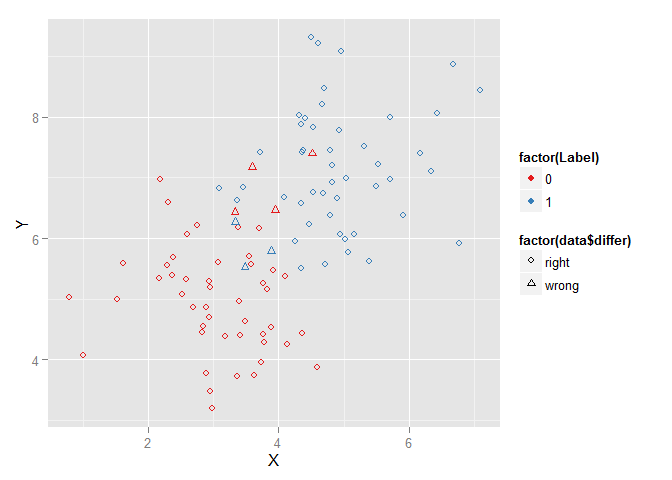 8
6
4
Y
2
4
6
X
factor(Label)
0
1
factor(data$differ)
right
wrong